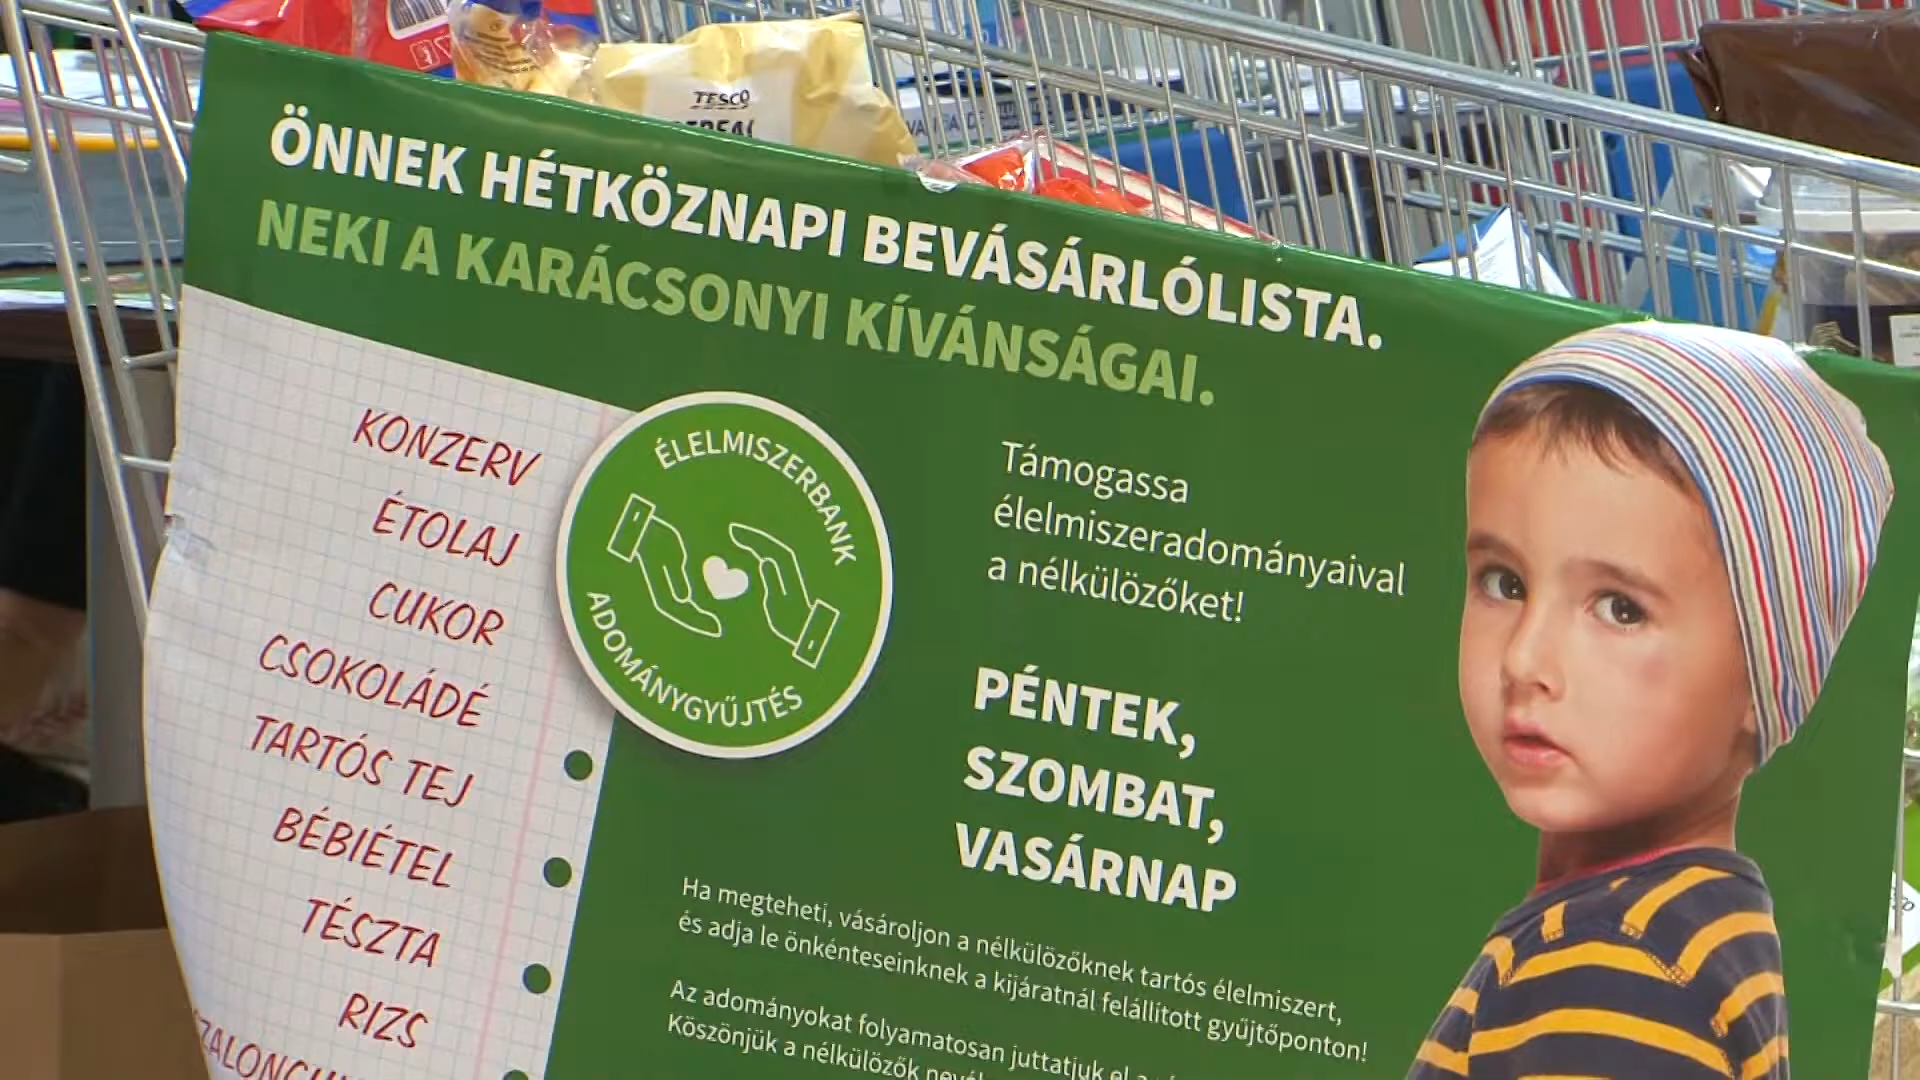 TESCO
ÖNNEK HÉTKÖZNAPI BEVÁSÁRLÓLISTA.
NEKI A KARÁCSONYI KÍVÁNSÁGAI.
KONZERV
ÉTOLAJ
CUKOR
CSOKOLÁDÉ
TARTÓS TEJ
BÉBIÉTEL
TÉSZTA
RIZS
ÉLELMISZERBANK
ADOMÁNYGYŰJTÉS
Támogassa
élelmiszeradományaival
a nélkülözőket!
PÉNTEK,
SZOMBAT,
VASÁRNAP
Ha megteheti, vásároljon a nélkülözőknek tartós élelmiszert,
és adja le önkénteseinknek a kijáratnál felállított gyűjtőponton!
Az adományokat folyamatosan juttatjuk el a
Köszönjük a nélkülözők